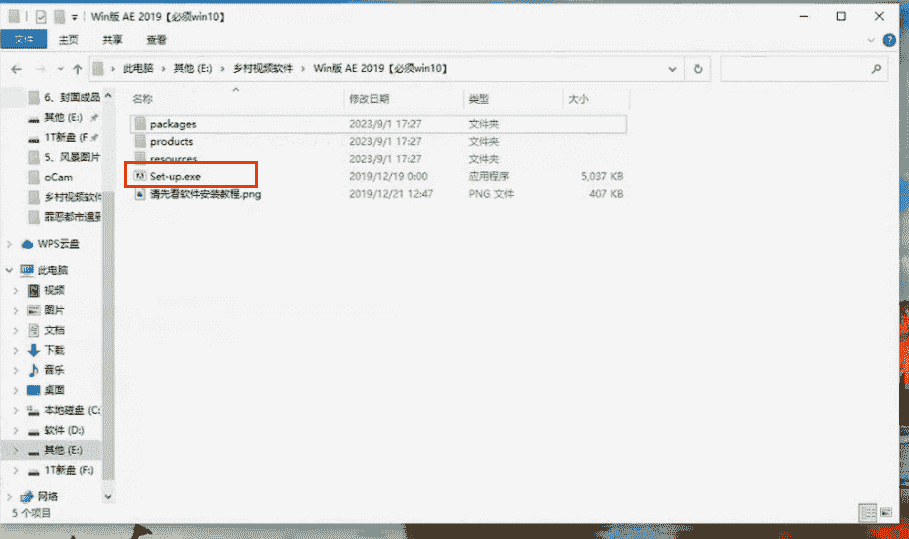 Win版 AE 2019【必须win10】
文件 主页 共享 查看
此电脑 › 其他 (E:) › 乡村视频软件 › Win版 AE 2019【必须win10】
名称 修改日期 类型 大小
packages 2023/9/1 17:27 文件夹
products 2023/9/1 17:27 文件夹
resources 2023/9/1 17:27 文件夹
Set-up.exe 2019/12/19 0:00 应用程序 5,037 KB
请先看软件安装教程.png 2019/12/21 12:47 PNG 文件 407 KB
6、封面成品
其他 (E:)
1T新盘 (F
5、风景图片
oCam
乡村视频软件
罪恶都市遇到
WPS云盘
此电脑
视频
图片
文档
下载
音乐
桌面
本地磁盘 (C:
软件 (D:)
其他 (E:)
1T新盘 (F:)
网络
5 个项目